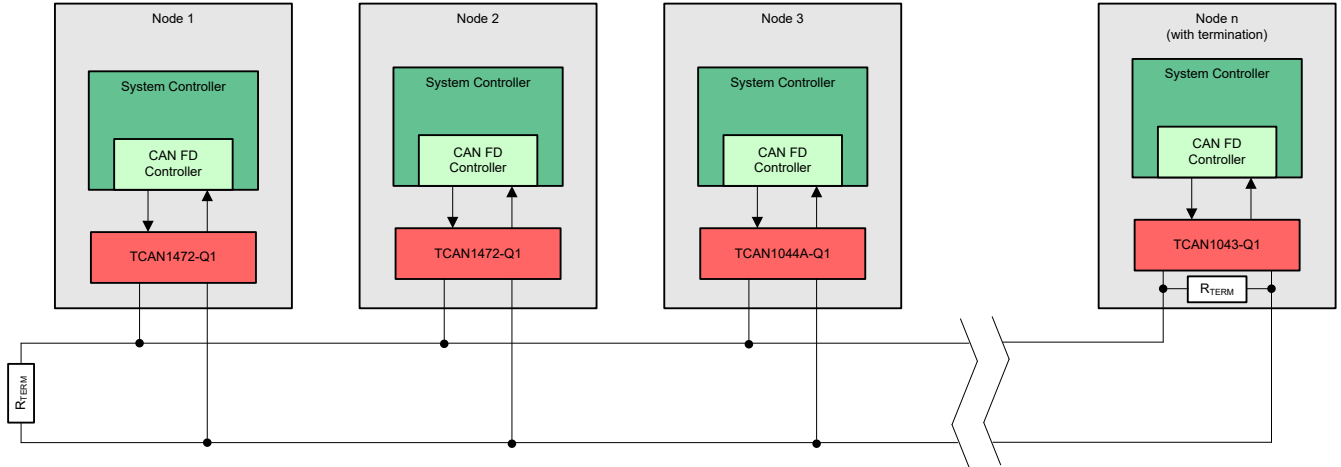 Node 1
System Controller
CAN FD
Controller
TCAN1472-Q1
Node 2
System Controller
CAN FD
Controller
TCAN1472-Q1
Node 3
System Controller
CAN FD
Controller
TCAN1044A-Q1
Node n
(with termination)
System Controller
CAN FD
Controller
TCAN1043-Q1
RTERM
RTERM